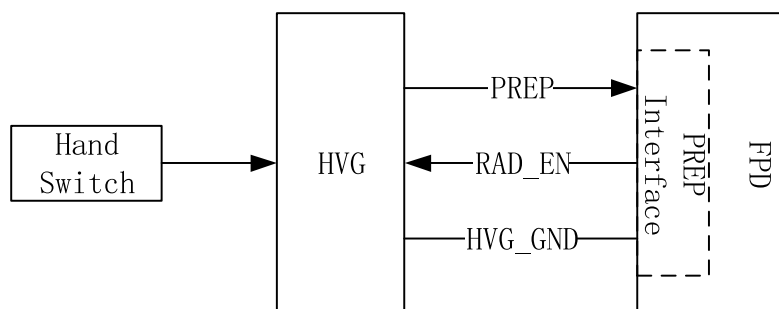 Hand
Switch
HVG
PREP
RAD_EN
HVG_GND
PREP
Interface
FPD